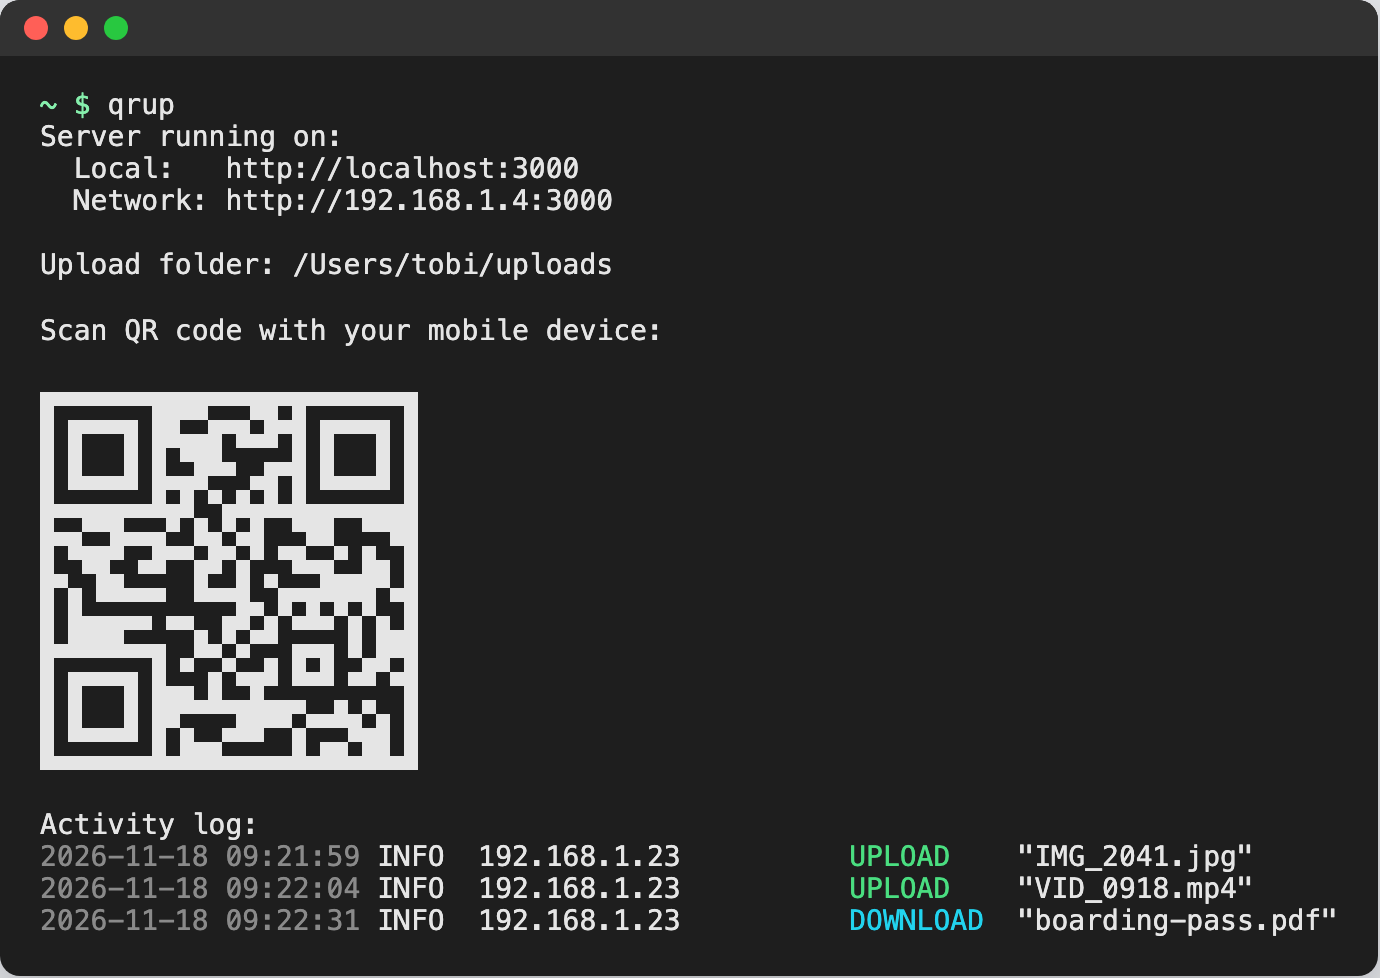 ~ $ qrup
Server running on:
  Local:   http://localhost:3000
  Network: http://192.168.1.4:3000
Upload folder: /Users/tobi/uploads
Scan QR code with your mobile device:
Activity log:
2026-11-18 09:21:59 INFO  192.168.1.23          UPLOAD    "IMG_2041.jpg"
2026-11-18 09:22:04 INFO  192.168.1.23          UPLOAD    "VID_0918.mp4"
2026-11-18 09:22:31 INFO  192.168.1.23          DOWNLOAD  "boarding-pass.pdf"